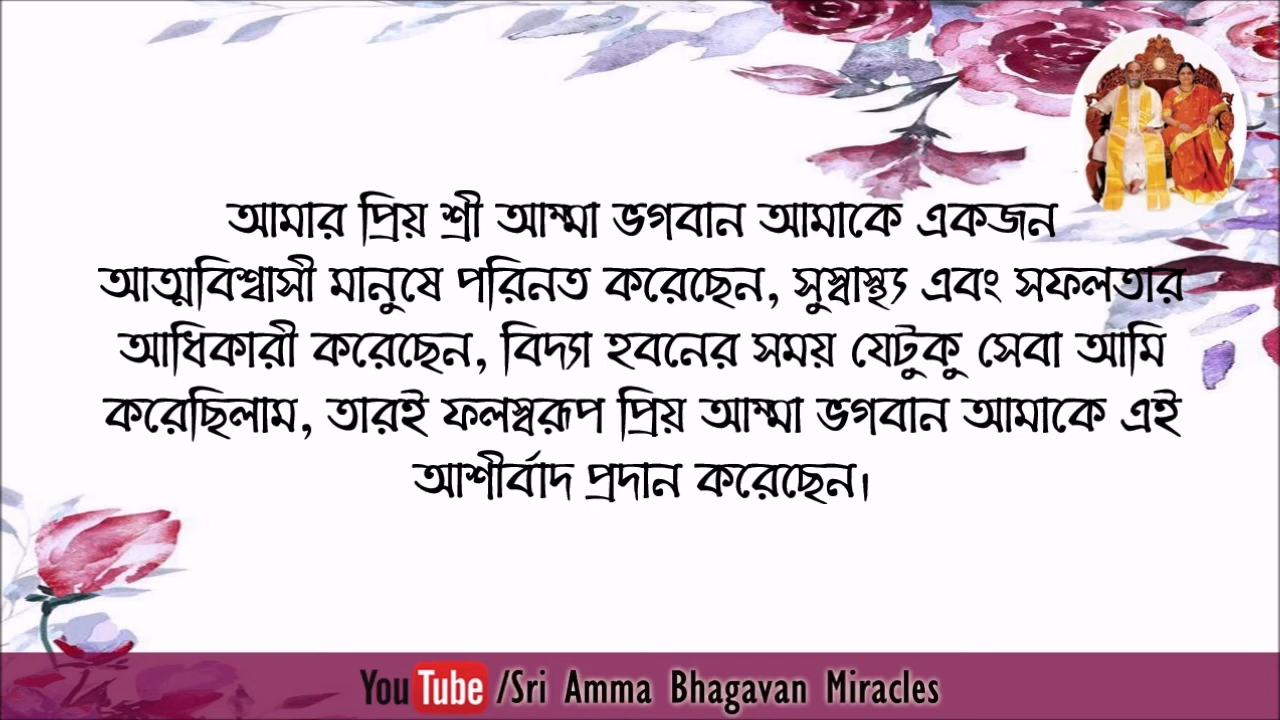 আমার প্রিয় শ্রী আম্মা ভগবান আমাকে একজন
আত্মবিশ্বাসী মানুষে পরিনত করেছেন, সুস্বাস্থ্য এবং সফলতার
আধিকারী করেছেন, বিদ্যা হবনের সময় যেটুকু সেবা আমি
করেছিলাম, তারই ফলস্বরূপ প্রিয় আম্মা ভগবান আমাকে এই
আশীর্বাদ প্রদান করেছেন।
YouTube /Sri Amma Bhagavan Miracles